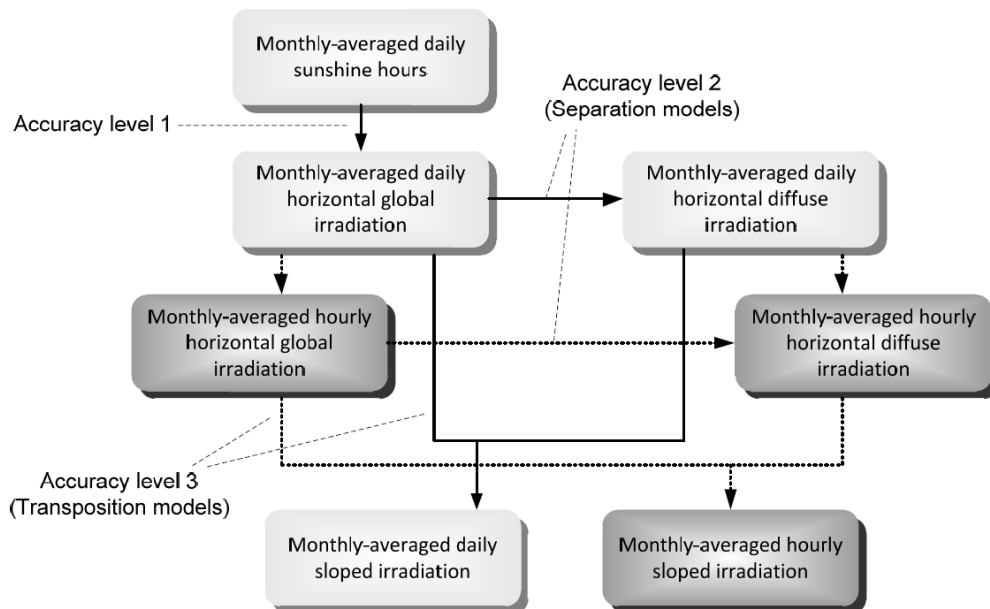 Monthly-averaged daily
sunshine hours
Accuracy level 2
(Separation models)
Accuracy level 1
Monthly-averaged daily
horizontal global
irradiation
Monthly-averaged daily
horizontal diffuse
irradiation
Monthly-averaged hourly
horizontal global
irradiation
Monthly-averaged hourly
horizontal diffuse
irradiation
Accuracy level 3
(Transposition models)
Monthly-averaged daily
sloped irradiation
Monthly-averaged hourly
sloped irradiation